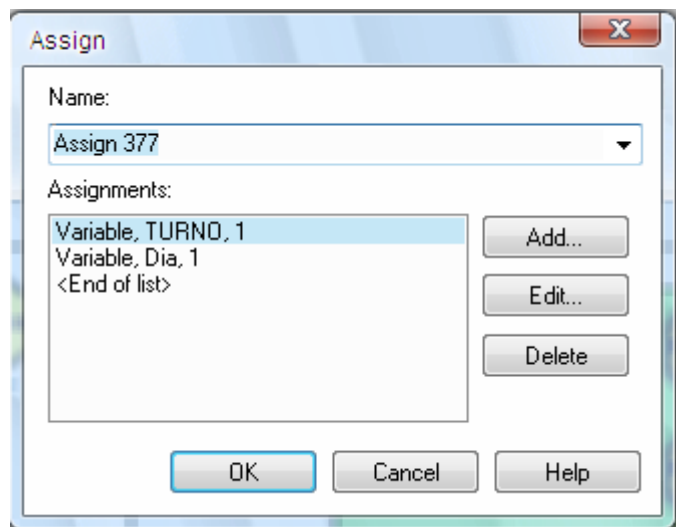 Assign
Name:
Assign 377
Assignments:
Variable, TURNO, 1
Variable, Dia, 1
<End of list>
Add...
Edit...
Delete
OK
Cancel
Help